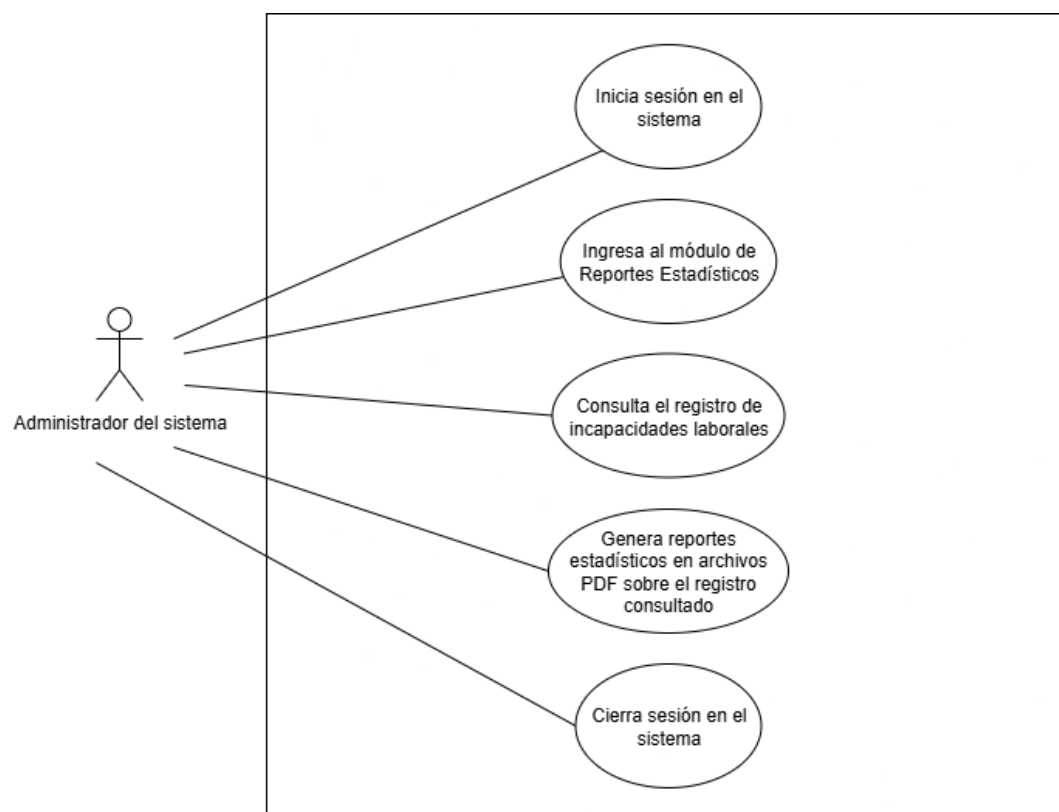 Inicia sesión en el
sistema
Ingresa al módulo de
Reportes Estadísticos
Administrador del sistema
Consulta el registro de
incapacidades laborales
Genera reportes
estadísticos en archivos
PDF sobre el registro
consultado
Cierra sesión en el
sistema